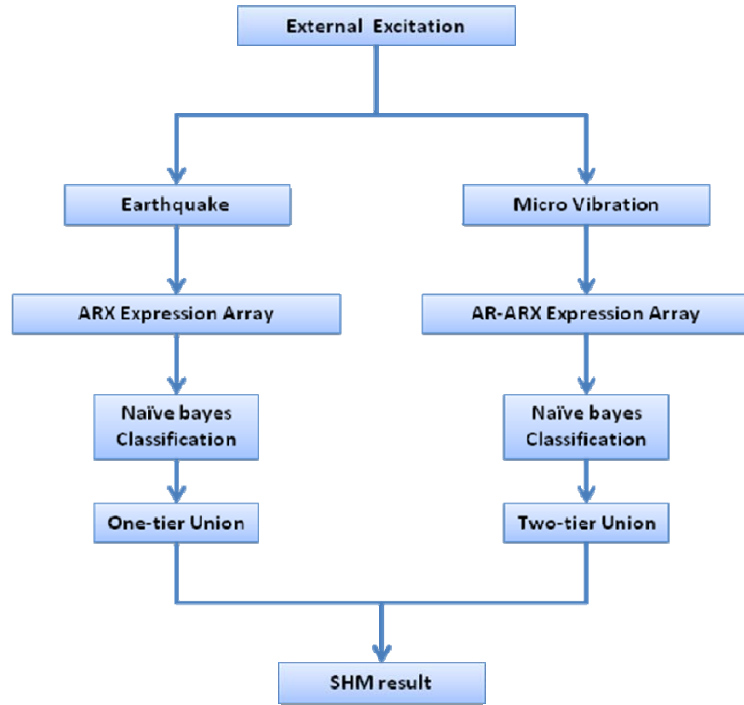 External Excitation
Earthquake
Micro Vibration
ARX Expression Array
AR-ARX Expression Array
Naïve bayes
Classification
Naïve bayes
Classification
One-tier Union
Two-tier Union
SHM result